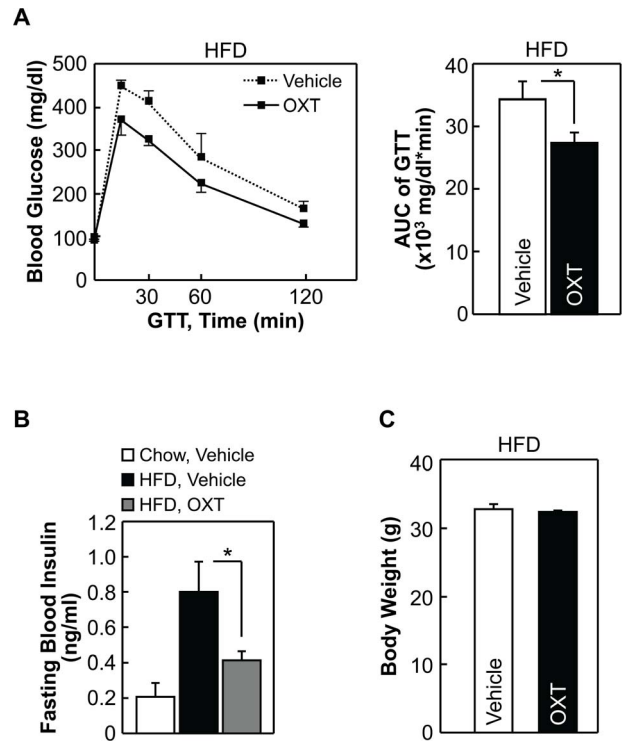 A
HFD
Blood Glucose (mg/dl)
500
400
300
200
100
0
Vehicle
OXT
30 60 120
GTT, Time (min)
HFD
AUC of GTT
(x10³ mg/dl*min)
40
30
20
10
0
*
Vehicle
OXT
B
Chow, Vehicle
HFD, Vehicle
HFD, OXT
Fasting Blood Insulin
(ng/ml)
1.2
1.0
0.8
0.6
0.4
0.2
0
*
C
HFD
Body Weight (g)
40
30
20
10
0
Vehicle
OXT